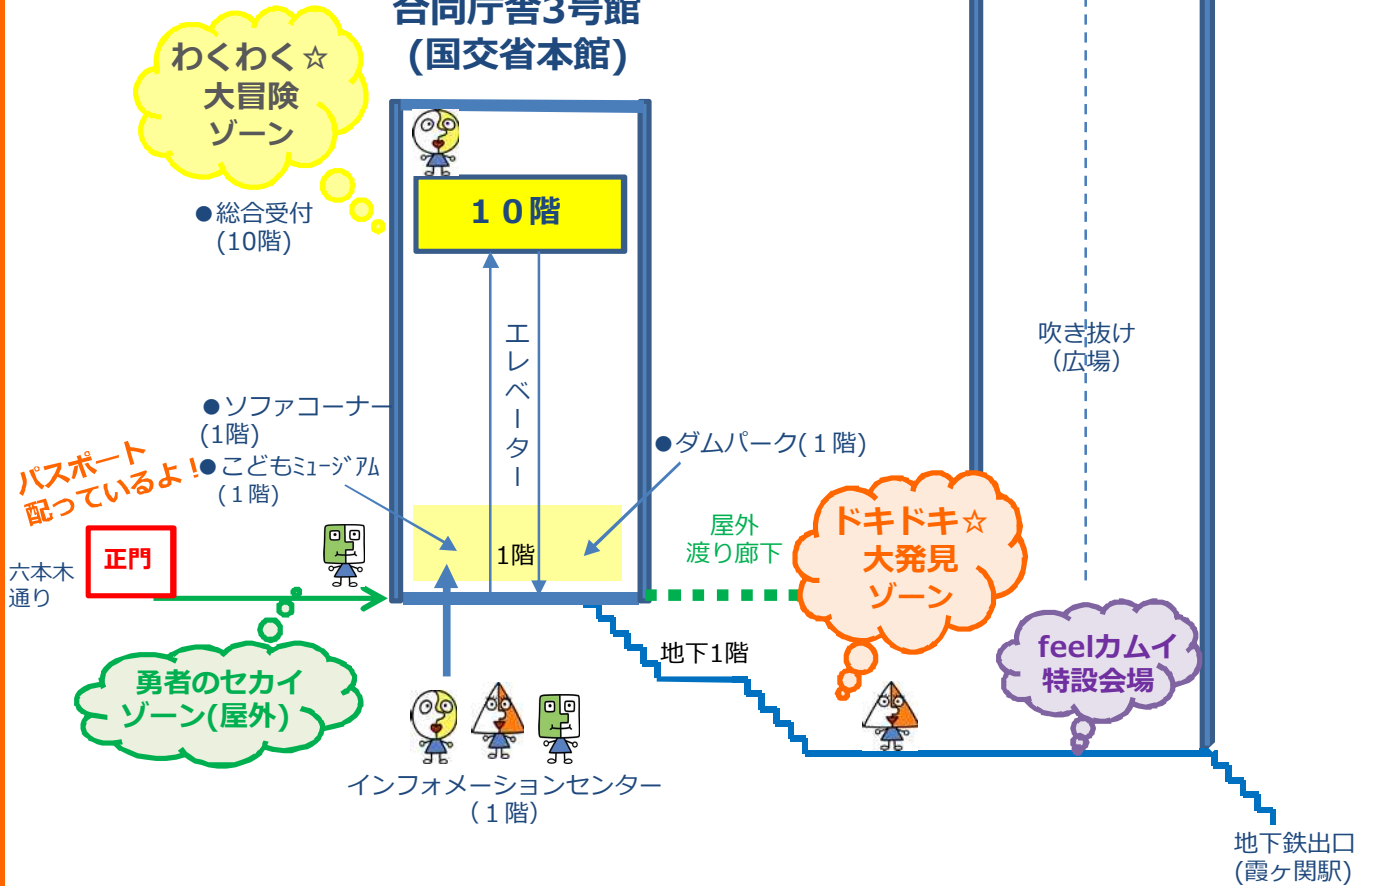 合同庁舎3号館
(国交省本館)
わくわく☆
大冒険
ゾーン
●総合受付
(10階)
１０階
エレベーター
吹き抜け
（広場）
●ソファコーナー
(1階)
●こどもﾐｭｰｼﾞｱﾑ
(１階)
●ダムパーク(１階)
パスポート
配っているよ！
正門
六本木
通り
1階
屋外
渡り廊下
ドキドキ☆
大発見
ゾーン
勇者のセカイ
ゾーン(屋外)
地下1階
feelカムイ
特設会場
インフォメーションセンター
（１階）
地下鉄出口
(霞ヶ関駅)